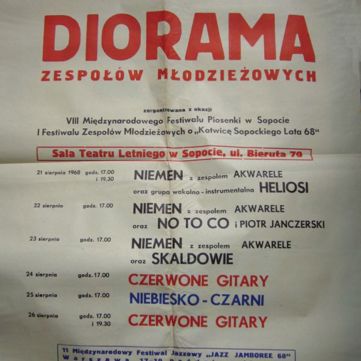 DIORAMA
ZESPOŁÓW MŁODZIEŻOWYCH
zorganizowana z okazji
VIII Międzynarodowego Festiwalu Piosenki w Sopocie
I Festiwalu Zespołów Młodzieżowych o „Kotwicę Sopockiego Lata 68”
Sala Teatru Letniego w Sopocie, ul. Bieruta 79
21 sierpnia 1968 godz. 17.00 NIEMEN z zespołem AKWARELE
i 19.30 oraz grupa wokalno-instrumentalna HELIOSI
22 sierpnia godz. 17.00 NIEMEN z zespołem AKWARELE
oraz NO TO CO i PIOTR JANCZERSKI
23 sierpnia godz. 17.00 NIEMEN z zespołem AKWARELE
oraz SKALDOWIE
24 sierpnia godz. 17.00 CZERWONE GITARY
25 sierpnia godz. 17.00 NIEBIESKO-CZARNI
26 sierpnia godz. 17.00 CZERWONE GITARY
i 19.30
11 Międzynarodowy Festiwal Jazzowy „JAZZ JAMBOREE 68”